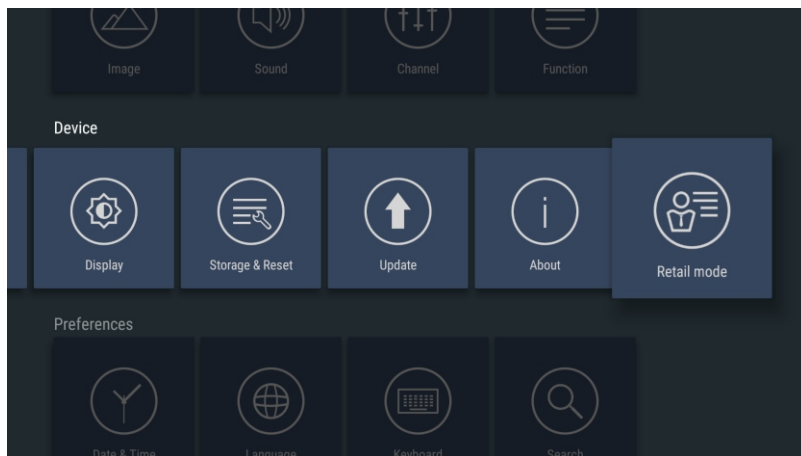 Image
Sound
Channel
Function
Device
Display
Storage & Reset
Update
About
Retail mode
Preferences
Date & Time
Language
Keyboard
Search